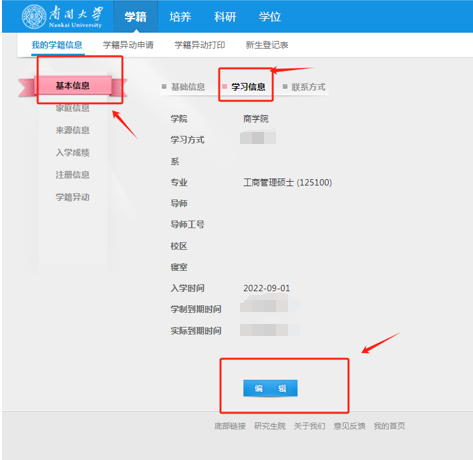 南开大学
Nankai University
学籍 培养 科研 学位
我的学籍信息 学籍异动申请 学籍异动打印 新生登记表
基本信息
家庭信息
来源信息
入学成绩
注册信息
学籍异动
基础信息 学习信息 联系方式
学院 商学院
学习方式
系
专业 工商管理硕士 (125100)
导师
导师工号
校区
寝室
入学时间 2022-09-01
学制到期时间
实际到期时间
编 辑
底部链接 研究生院 关于我们 意见反馈 我的首页